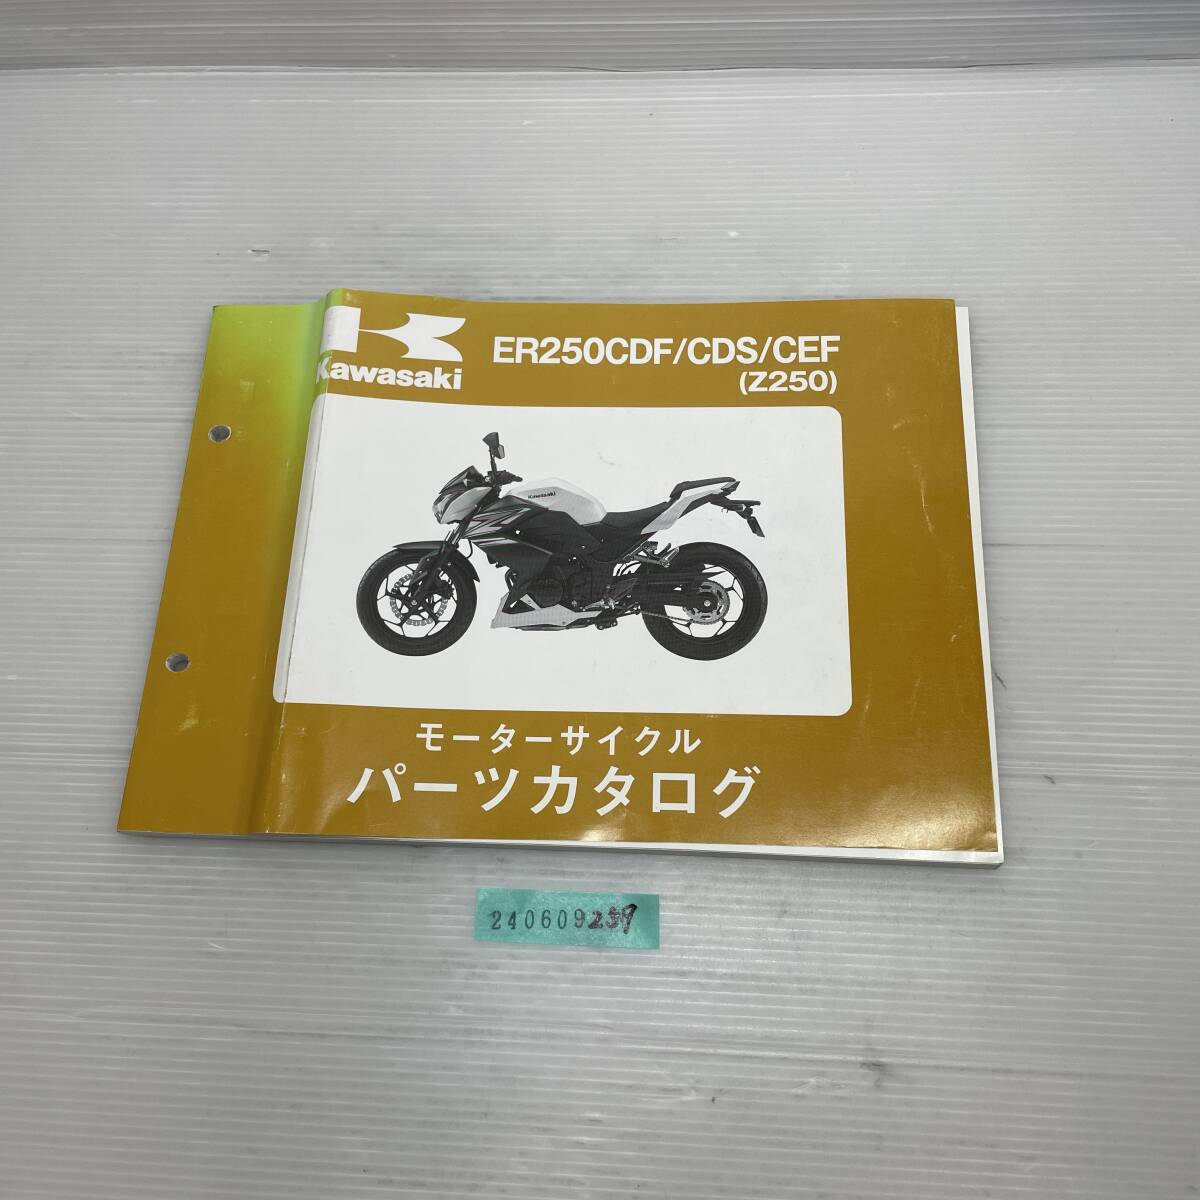 Kawasaki
ER250CDF/CDS/CEF
(Z250)
Kawasaki
モーターサイクル
パーツカタログ
240609239